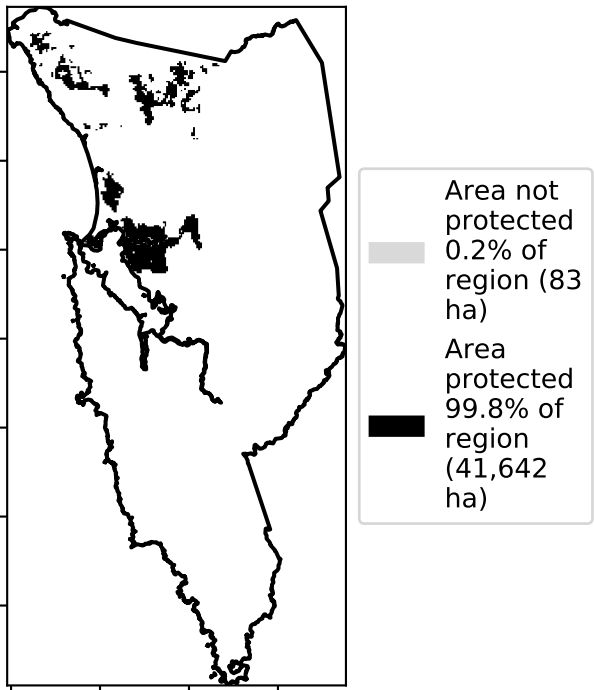 Area not
protected
0.2% of
region (83
ha)
Area
protected
99.8% of
region
(41,642
ha)